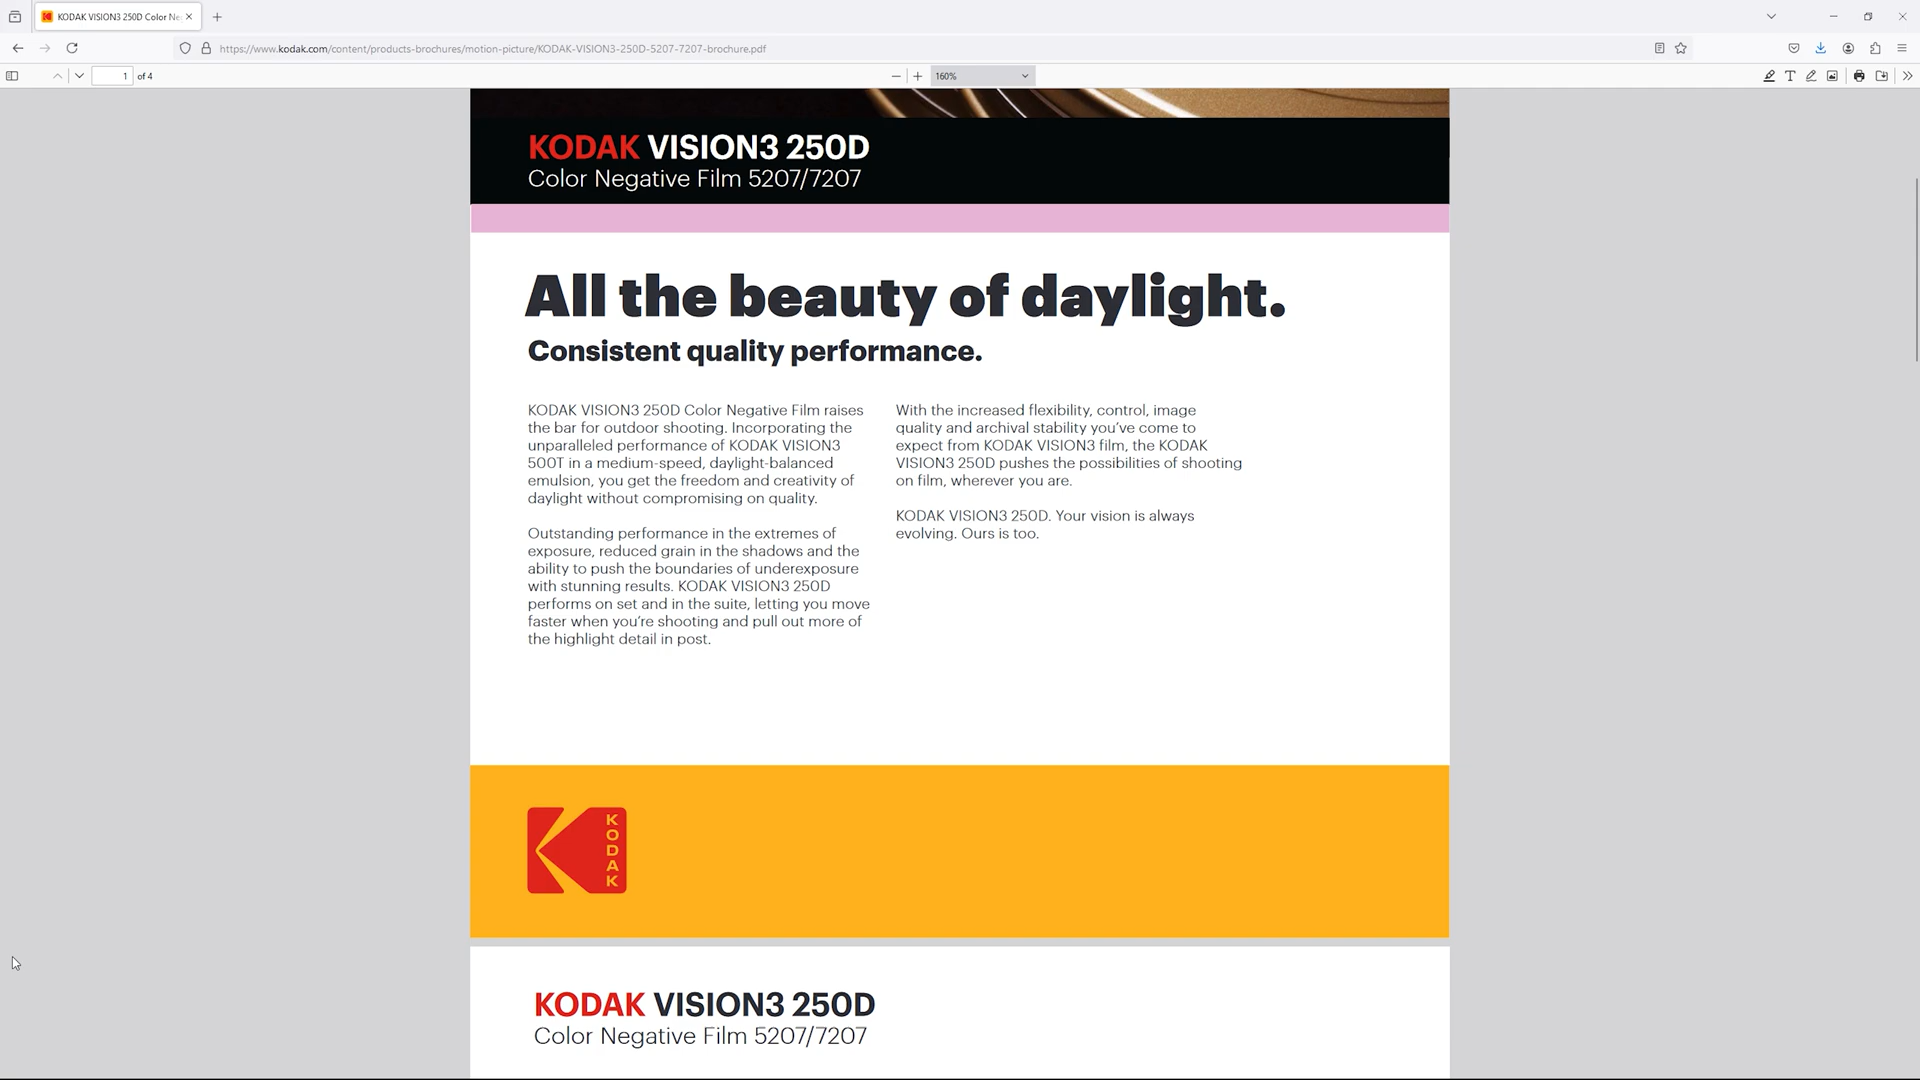 KODAK VISION3 250D Color Ne
https://www.kodak.com/content/products-brochures/motion-picture/KODAK-VISION3-250D-5207-7207-brochure.pdf
1 of 4
160%
KODAK VISION3 250D
Color Negative Film 5207/7207
All the beauty of daylight.
Consistent quality performance.
KODAK VISION3 250D Color Negative Film raises
the bar for outdoor shooting. Incorporating the
unparalleled performance of KODAK VISION3
500T in a medium-speed, daylight-balanced
emulsion, you get the freedom and creativity of
daylight without compromising on quality.
Outstanding performance in the extremes of
exposure, reduced grain in the shadows and the
ability to push the boundaries of underexposure
with stunning results. KODAK VISION3 250D
performs on set and in the suite, letting you move
faster when you're shooting and pull out more of
the highlight detail in post.
With the increased flexibility, control, image
quality and archival stability you've come to
expect from KODAK VISION3 film, the KODAK
VISION3 250D pushes the possibilities of shooting
on film, wherever you are.
KODAK VISION3 250D. Your vision is always
evolving. Ours is too.
KODAK
KODAK VISION3 250D
Color Negative Film 5207/7207